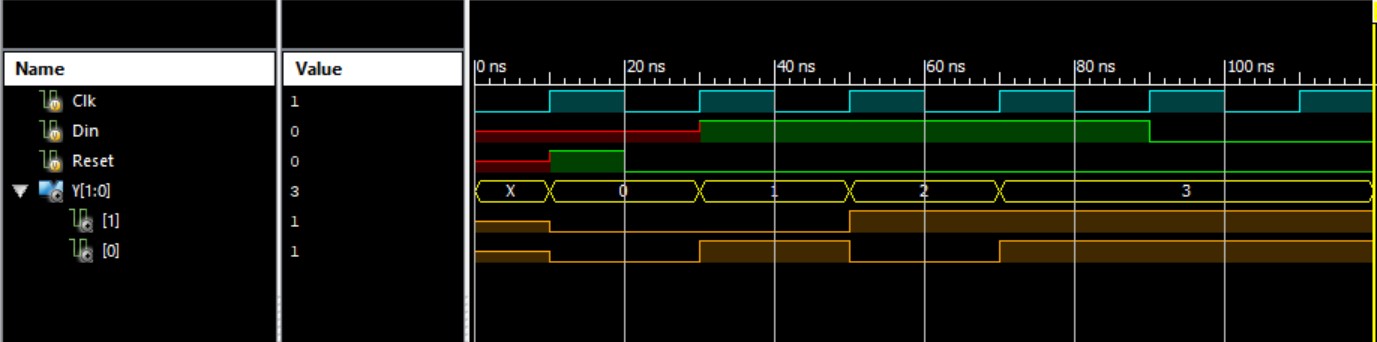 Name Value 0 ns 20 ns 40 ns 60 ns 80 ns 100 ns
Clk 1
Din 0
Reset 0
Y[1:0] 3 X 0 1 2 3
[1] 1
[0] 1